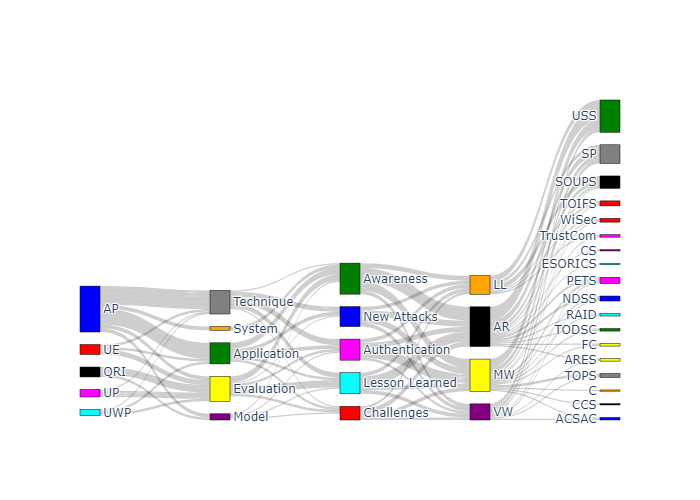 AP
UE
QRI
UP
UWP
Technique
System
Application
Evaluation
Model
Awareness
New Attacks
Authentication
Lesson Learned
Challenges
LL
AR
MW
VW
USS
SP
SOUPS
TOIFS
WiSec
TrustCom
CS
ESORICS
PETS
NDSS
RAID
TODSC
FC
ARES
TOPS
C
CCS
ACSAC